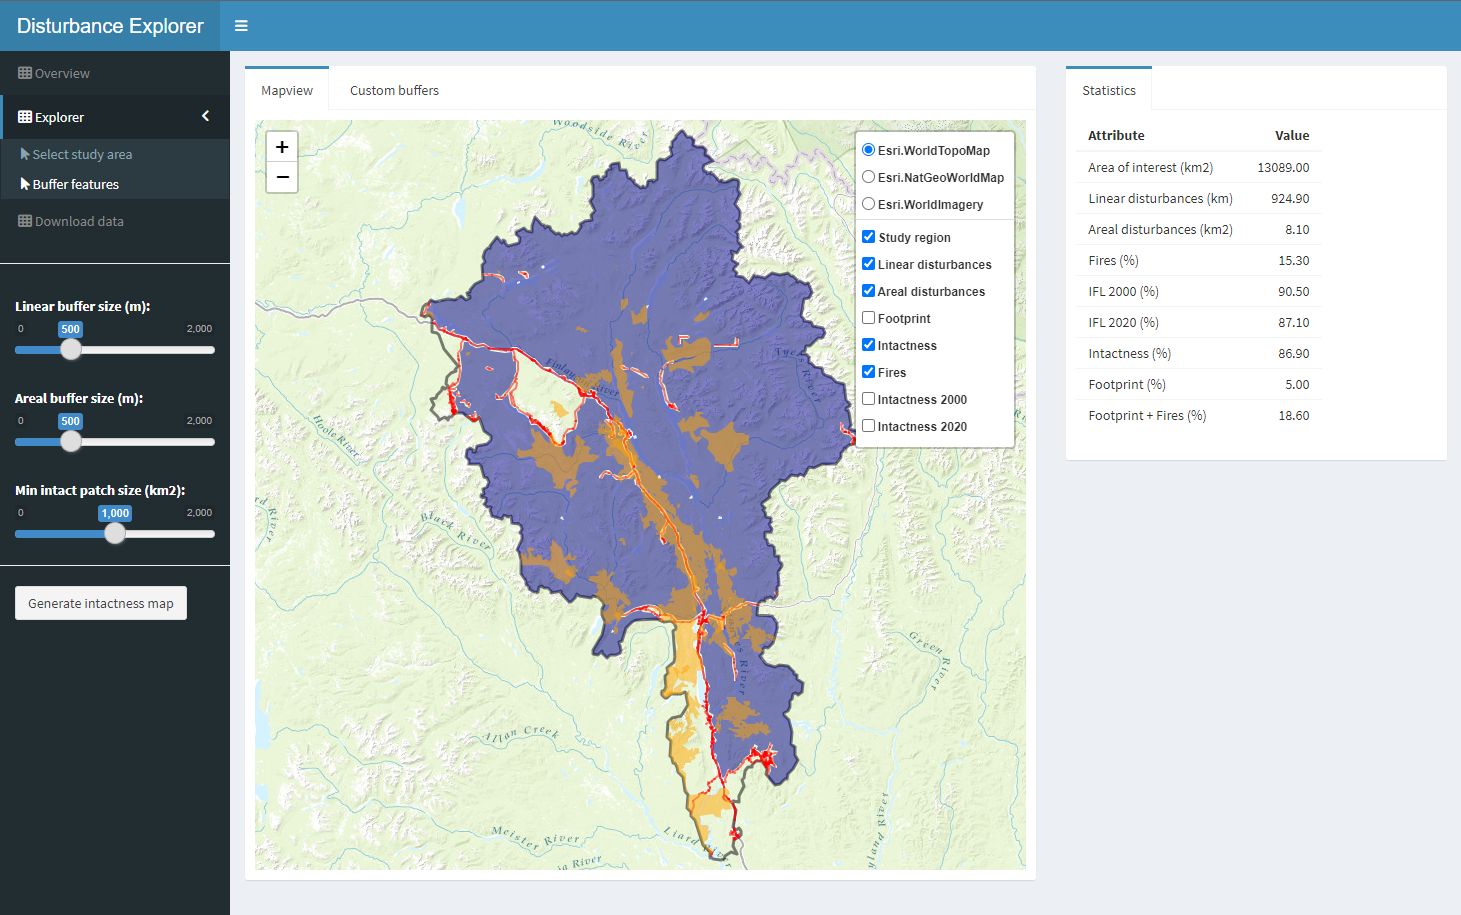 Disturbance Explorer
Overview
Explorer
Select study area
Buffer features
Download data
Linear buffer size (m):
0 500 2,000
Areal buffer size (m):
0 500 2,000
Min intact patch size (km2):
0 1,000 2,000
Generate intactness map
Mapview Custom buffers
+
−
Woodside River
Finlay River
Hoole River
Black River
Allan Creek
Meister River
Liard River
Green River
River
Esri.WorldTopoMap
Esri.NatGeoWorldMap
Esri.WorldImagery
Study region
Linear disturbances
Areal disturbances
Footprint
Intactness
Fires
Intactness 2000
Intactness 2020
Statistics
Attribute Value
Area of interest (km2) 13089.00
Linear disturbances (km) 924.90
Areal disturbances (km2) 8.10
Fires (%) 15.30
IFL 2000 (%) 90.50
IFL 2020 (%) 87.10
Intactness (%) 86.90
Footprint (%) 5.00
Footprint + Fires (%) 18.60